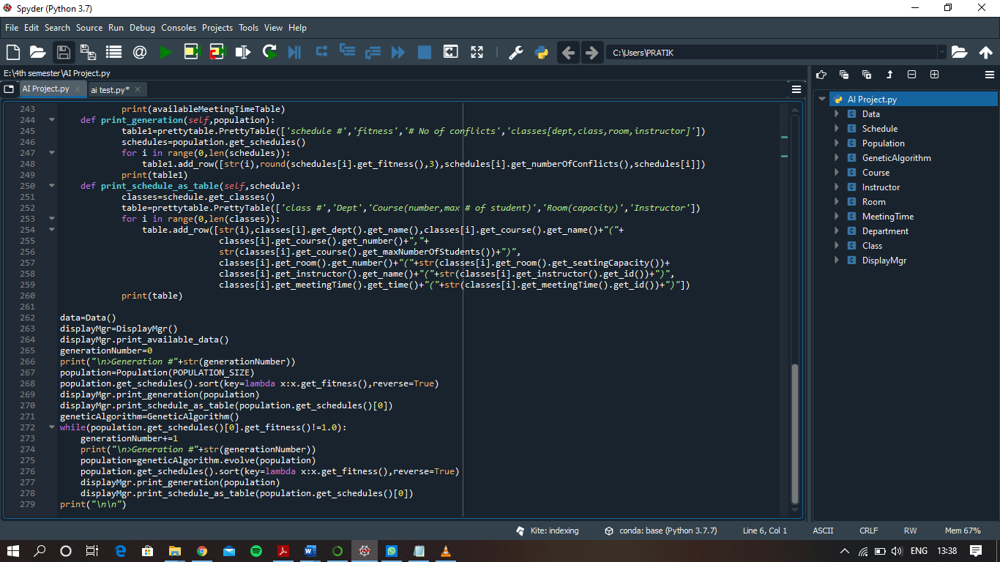 Spyder (Python 3.7)
File Edit Search Source Run Debug Consoles Projects Tools View Help
C:\Users\PRATIK
E:\4th semester\AI Project.py
AI Project.py
ai test.py*
243 print(availableMeetingTimeTable)
244 def print_generation(self,population):
245 table1=prettytable.PrettyTable(['schedule #','fitness','# No of conflicts','classes[dept,class,room,instructor]'])
246 schedules=population.get_schedules()
247 for i in range(0,len(schedules)):
248 table1.add_row([str(i),round(schedules[i].get_fitness(),3),schedules[i].get_numberOfConflicts(),schedules[i]])
249 print(table1)
250 def print_schedule_as_table(self,schedule):
251 classes=schedule.get_classes()
252 table=prettytable.PrettyTable(['class #','Dept','Course(number,max # of student)','Room(capacity)','Instructor'])
253 for i in range(0,len(classes)):
254 table.add_row([str(i),classes[i].get_dept().get_name(),classes[i].get_course().get_name()+"("+
255 classes[i].get_course().get_number()+","+
256 str(classes[i].get_course().get_maxNumberOfStudents())+")",
257 classes[i].get_room().get_number()+"("+str(classes[i].get_room().get_seatingCapacity())+
258 classes[i].get_instructor().get_name()+"("+str(classes[i].get_instructor().get_id())+")",
259 classes[i].get_meetingTime().get_time()+"("+str(classes[i].get_meetingTime().get_id())+")"])
260 print(table)
261
262 data=Data()
263 displayMgr=DisplayMgr()
264 displayMgr.print_available_data()
265 generationNumber=0
266 print("\n>Generation #"+str(generationNumber))
267 population=Population(POPULATION_SIZE)
268 population.get_schedules().sort(key=lambda x:x.get_fitness(),reverse=True)
269 displayMgr.print_generation(population)
270 displayMgr.print_schedule_as_table(population.get_schedules()[0])
271 geneticAlgorithm=GeneticAlgorithm()
272 while(population.get_schedules()[0].get_fitness()!=1.0):
273 generationNumber+=1
274 print("\n>Generation #"+str(generationNumber))
275 population=geneticAlgorithm.evolve(population)
276 population.get_schedules().sort(key=lambda x:x.get_fitness(),reverse=True)
277 displayMgr.print_generation(population)
278 displayMgr.print_schedule_as_table(population.get_schedules()[0])
279 print("\n\n")
AI Project.py
Data
Schedule
Population
GeneticAlgorithm
Course
Instructor
Room
MeetingTime
Department
Class
DisplayMgr
Kite: indexing conda: base (Python 3.7.7) Line 6, Col 1 ASCII CRLF RW Mem 67%
ENG 13:38